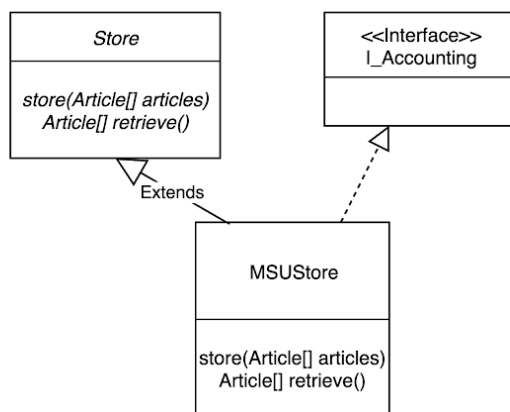 Store
store(Article[] articles)
Article[] retrieve()
<<Interface>>
I_Accounting
Extends
MSUStore
store(Article[] articles)
Article[] retrieve()